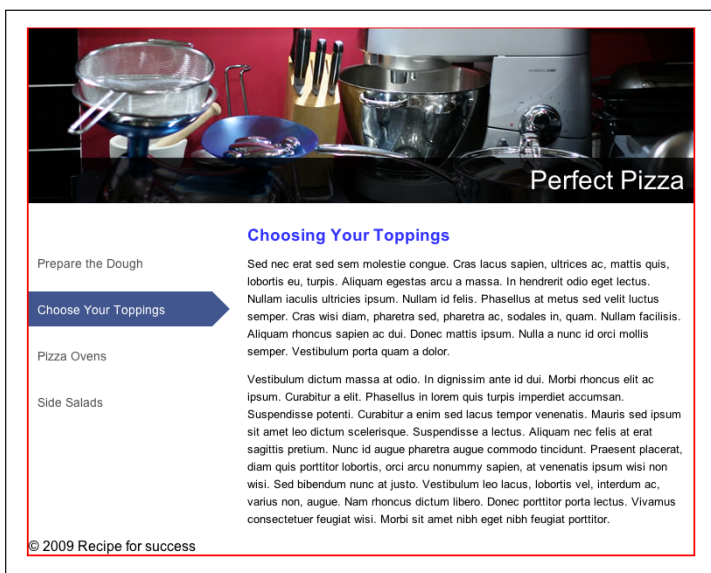 Perfect Pizza
Prepare the Dough
Choose Your Toppings
Pizza Ovens
Side Salads
Choosing Your Toppings
Sed nec erat sed sem molestie congue. Cras lacus sapien, ultrices ac, mattis quis,
lobortis eu, turpis. Aliquam egestas arcu a massa. In hendrerit odio eget lectus.
Nullam iaculis ultricies ipsum. Nullam id felis. Phasellus at metus sed velit luctus
semper. Cras wisi diam, pharetra sed, pharetra ac, sodales in, quam. Nullam facilisis.
Aliquam rhoncus sapien ac dui. Donec mattis ipsum. Nulla a nunc id orci mollis
semper. Vestibulum porta quam a dolor.
Vestibulum dictum massa at odio. In dignissim ante id dui. Morbi rhoncus elit ac
ipsum. Curabitur a elit. Phasellus in lorem quis turpis imperdiet accumsan.
Suspendisse potenti. Curabitur a enim sed lacus tempor venenatis. Mauris sed ipsum
sit amet leo dictum scelerisque. Suspendisse a lectus. Aliquam nec felis at erat
sagittis pretium. Nunc id augue pharetra augue commodo tincidunt. Praesent placerat,
diam quis porttitor lobortis, orci arcu nonummy sapien, at venenatis ipsum wisi non
wisi. Sed bibendum nunc at justo. Vestibulum leo lacus, lobortis vel, interdum ac,
varius non, augue. Nam rhoncus dictum libero. Donec porttitor porta lectus. Vivamus
consectetuer feugiat wisi. Morbi sit amet nibh eget nibh feugiat porttitor.
© 2009 Recipe for success